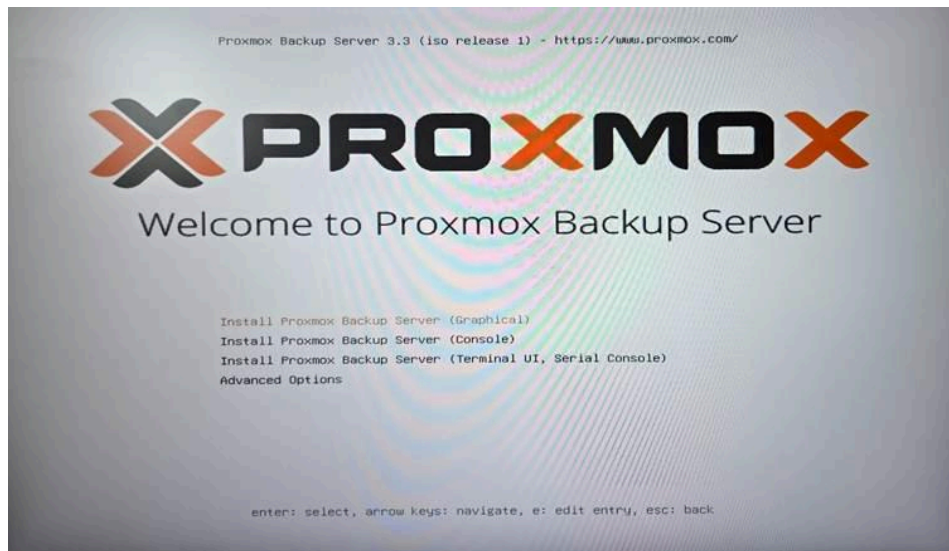 Proxmox Backup Server 3.3 (iso release 1) - https://www.proxmox.com/
PROXMOX
Welcome to Proxmox Backup Server
Install Proxmox Backup Server (Graphical)
Install Proxmox Backup Server (Console)
Install Proxmox Backup Server (Terminal UI, Serial Console)
Advanced Options
enter: select, arrow keys: navigate, e: edit entry, esc: back